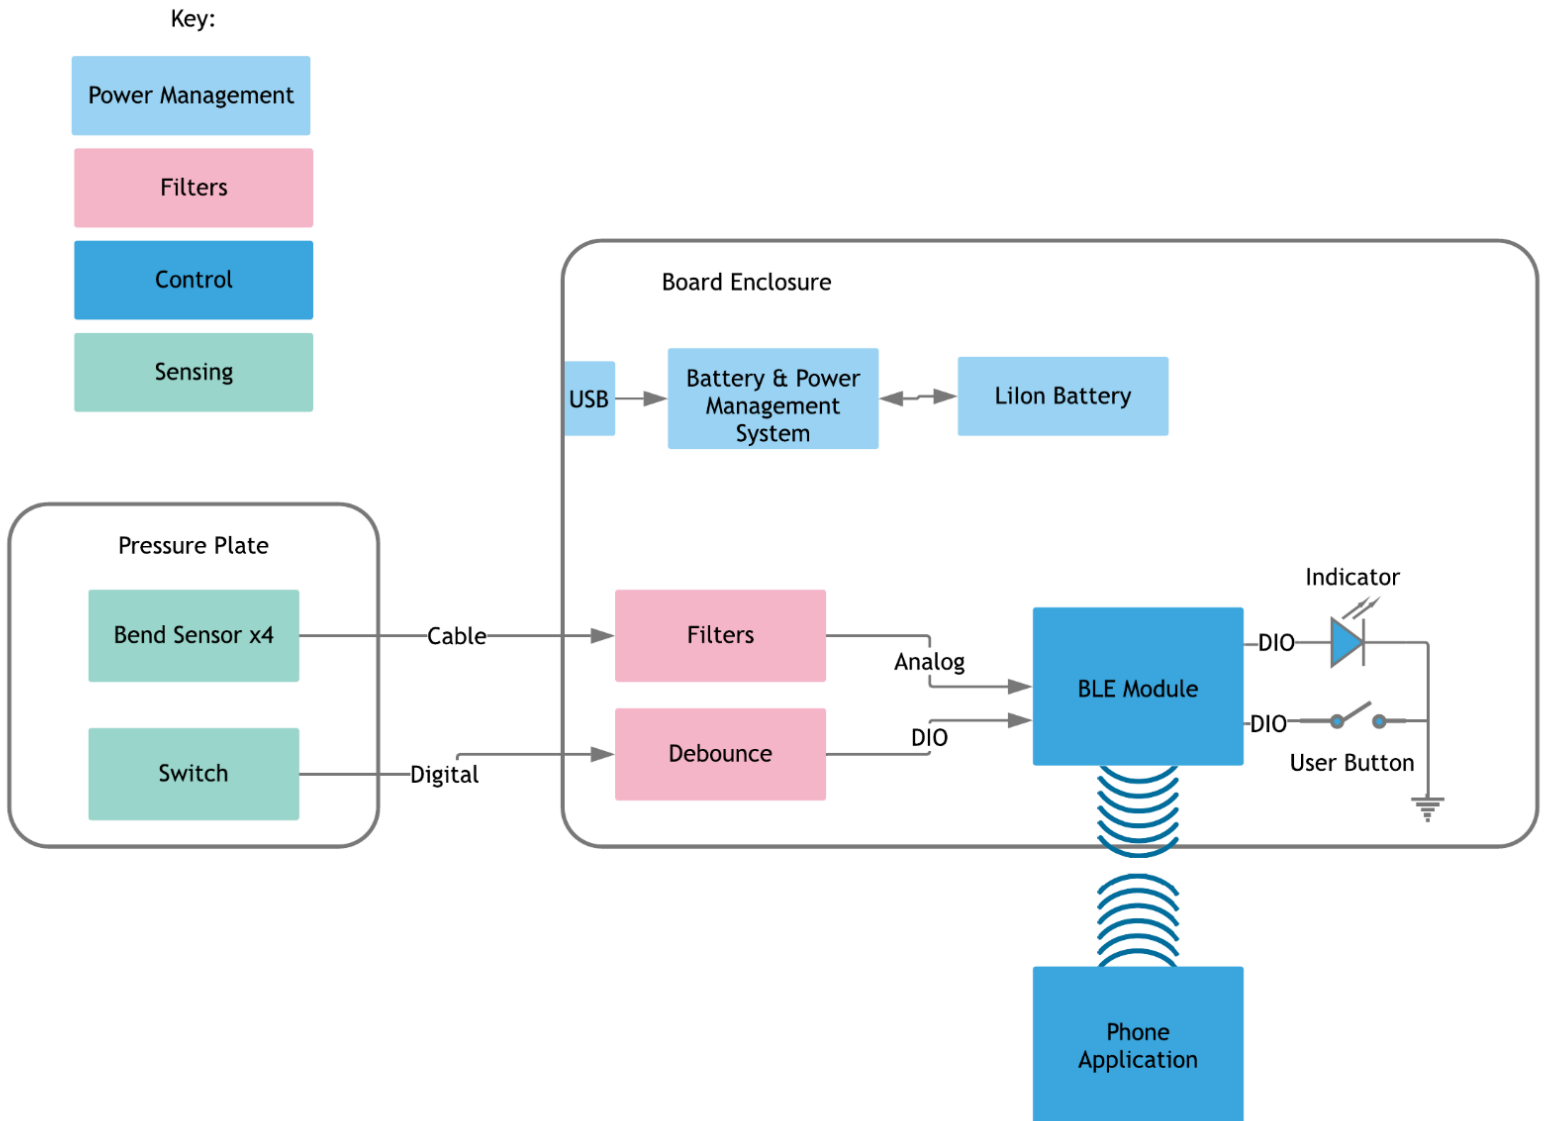 Key:
Power Management
Filters
Control
Sensing
Board Enclosure
USB
Battery & Power
Management
System
LiIon Battery
Pressure Plate
Bend Sensor x4
Cable
Filters
Analog
Switch
Digital
Debounce
DIO
BLE Module
DIO
Indicator
DIO
User Button
Phone
Application